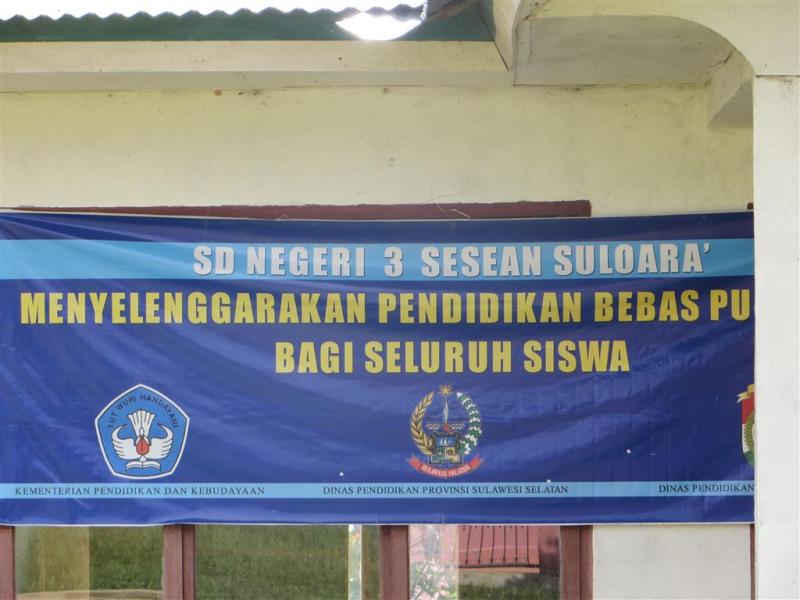 SD NEGERI 3 SESEAN SULOARA'
MENYELENGGARAKAN PENDIDIKAN BEBAS PU
BAGI SELURUH SISWA
TUT WURI HANDAYANI
SULAWESI SELATAN
KEMENTERIAN PENDIDIKAN DAN KEBUDAYAAN
DINAS PENDIDIKAN PROVINSI SULAWESI SELATAN
DINAS PENDIDIKAN